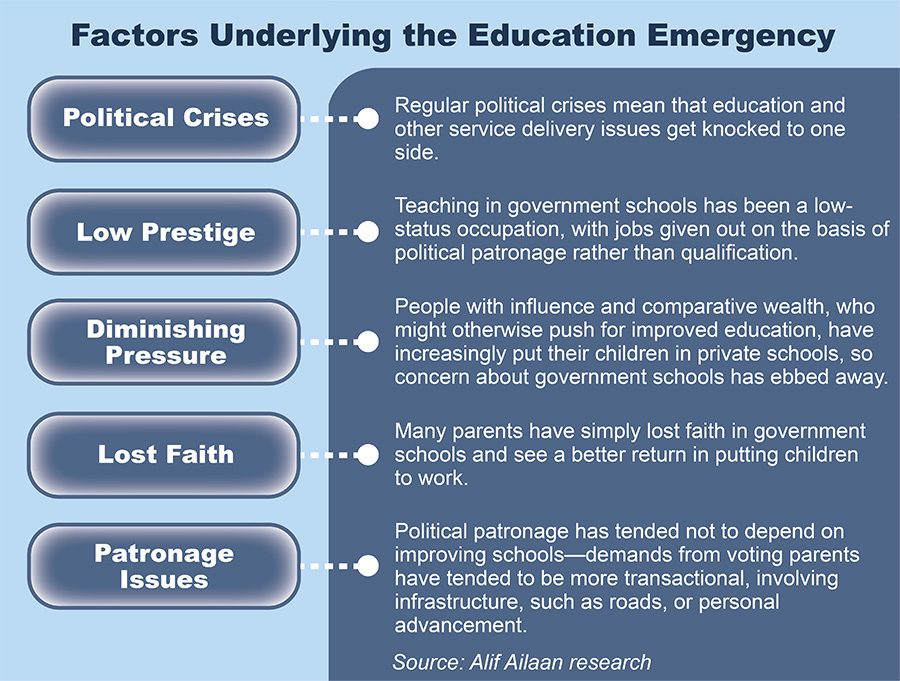 Factors Underlying the Education Emergency
Political Crises
Regular political crises mean that education and
other service delivery issues get knocked to one
side.
Low Prestige
Teaching in government schools has been a low-
status occupation, with jobs given out on the basis of
political patronage rather than qualification.
Diminishing
Pressure
People with influence and comparative wealth, who
might otherwise push for improved education, have
increasingly put their children in private schools, so
concern about government schools has ebbed away.
Lost Faith
Many parents have simply lost faith in government
schools and see a better return in putting children
to work.
Patronage
Issues
Political patronage has tended not to depend on
improving schools—demands from voting parents
have tended to be more transactional, involving
infrastructure, such as roads, or personal
advancement.
Source: Alif Ailaan research